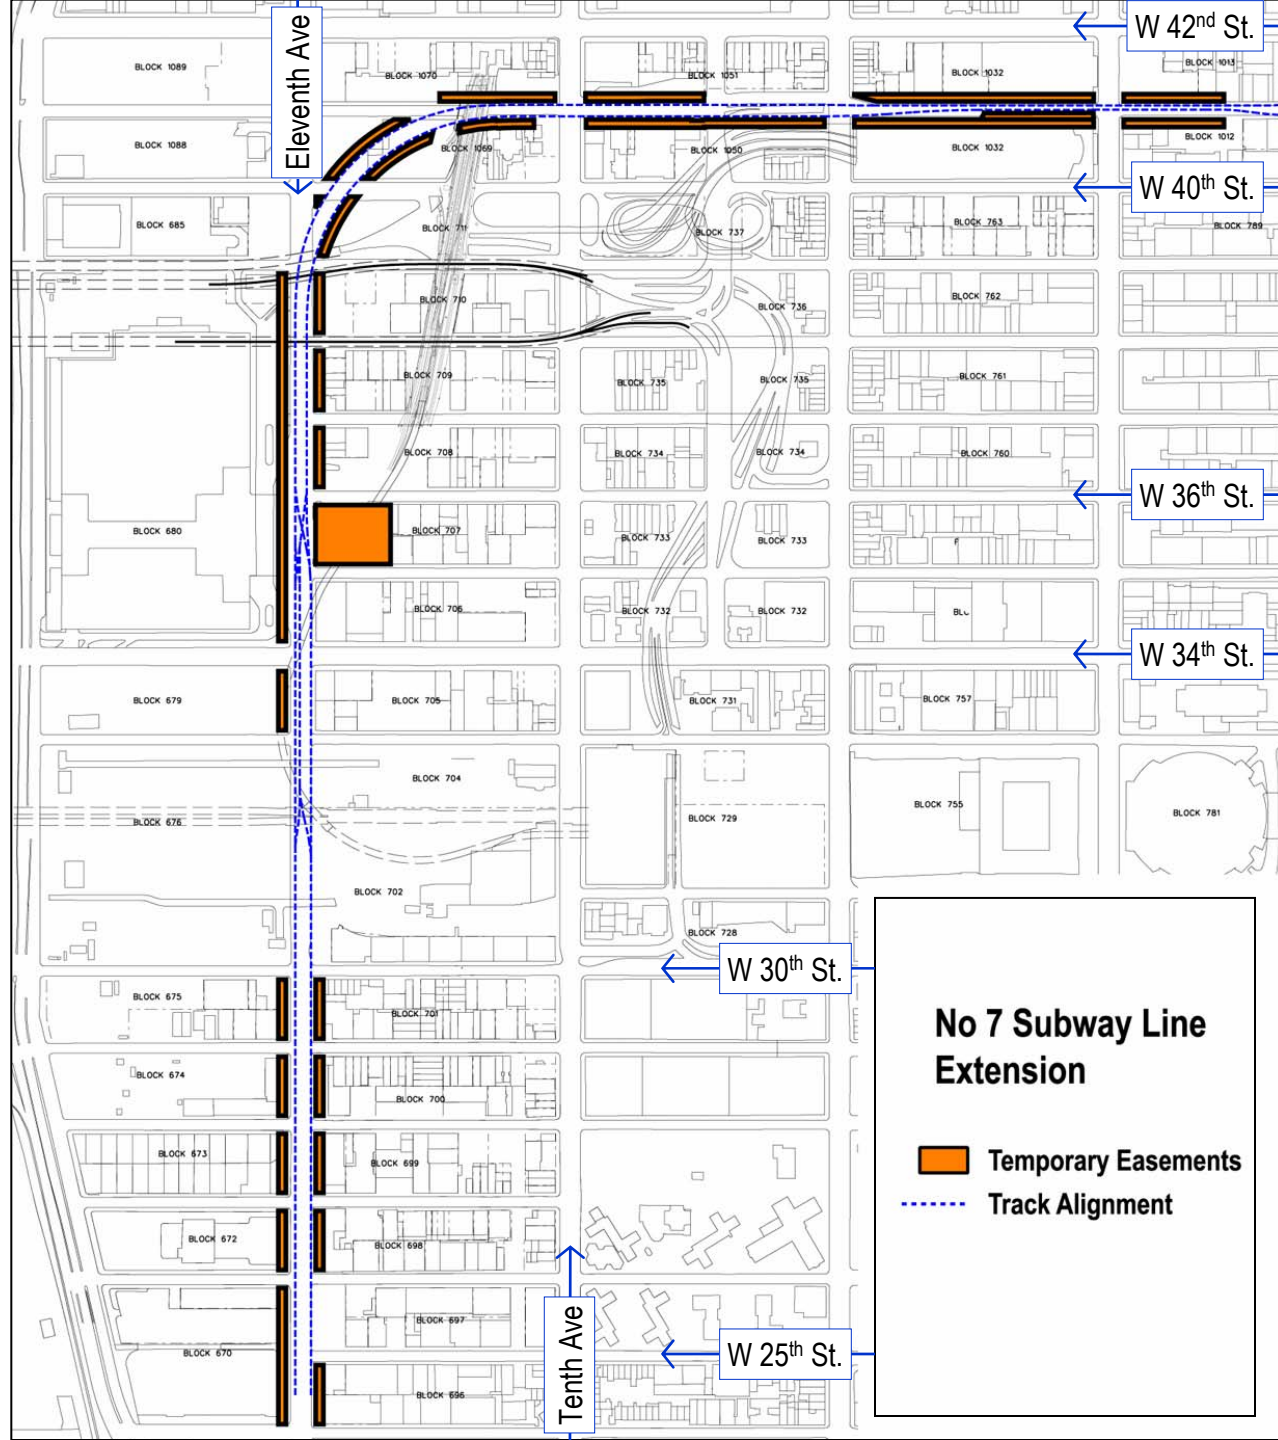 W 42nd St.
Eleventh Ave
BLOCK 1089
BLOCK 1070
BLOCK 1051
BLOCK 1032
BLOCK 1013
BLOCK 1088
BLOCK 1069
BLOCK 1050
BLOCK 1032
BLOCK 1012
W 40th St.
BLOCK 685
BLOCK 711
BLOCK 737
BLOCK 763
BLOCK 789
BLOCK 710
BLOCK 736
BLOCK 762
BLOCK 709
BLOCK 735
BLOCK 735
BLOCK 761
BLOCK 708
BLOCK 734
BLOCK 734
BLOCK 760
W 36th St.
BLOCK 680
BLOCK 707
BLOCK 733
BLOCK 733
BLOCK 706
BLOCK 732
BLOCK 732
W 34th St.
BLOCK 679
BLOCK 705
BLOCK 731
BLOCK 757
BLOCK 704
BLOCK 676
BLOCK 729
BLOCK 755
BLOCK 781
BLOCK 702
BLOCK 728
W 30th St.
BLOCK 675
BLOCK 701
BLOCK 674
BLOCK 700
BLOCK 673
BLOCK 699
BLOCK 672
BLOCK 698
BLOCK 697
BLOCK 670
W 25th St.
Tenth Ave
BLOCK 696
No 7 Subway Line
Extension
Temporary Easements
Track Alignment